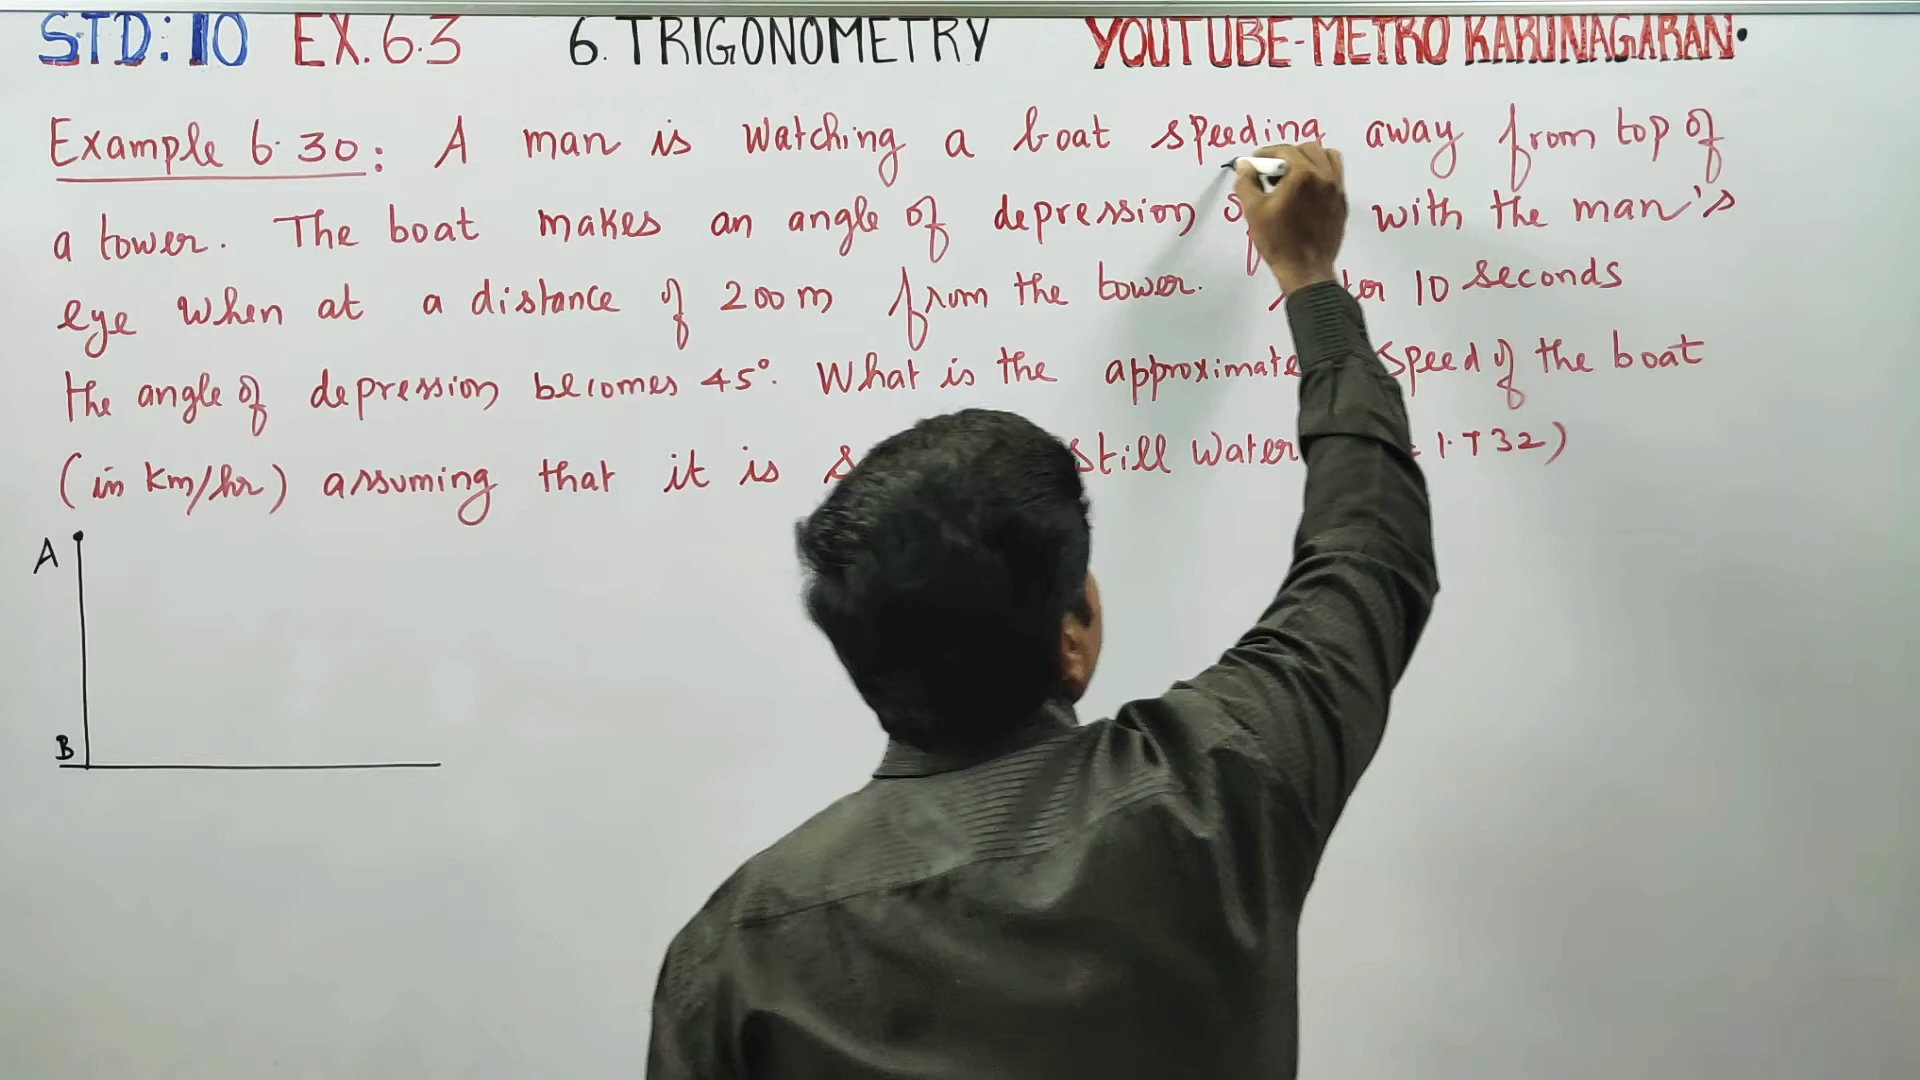 STD: 10 EX. 6.3 6. TRIGONOMETRY YOUTUBE-METRO KARUNAGARAN.
Example 6.30: A man is watching a boat speeding away from top of
a tower. The boat makes an angle of depression with the man's
eye when at a distance of 200m from the tower. 10 seconds
the angle of depression becomes 45°. What is the approximate speed of the boat
(in km/hr) assuming that it is still water 1.732)
A
B